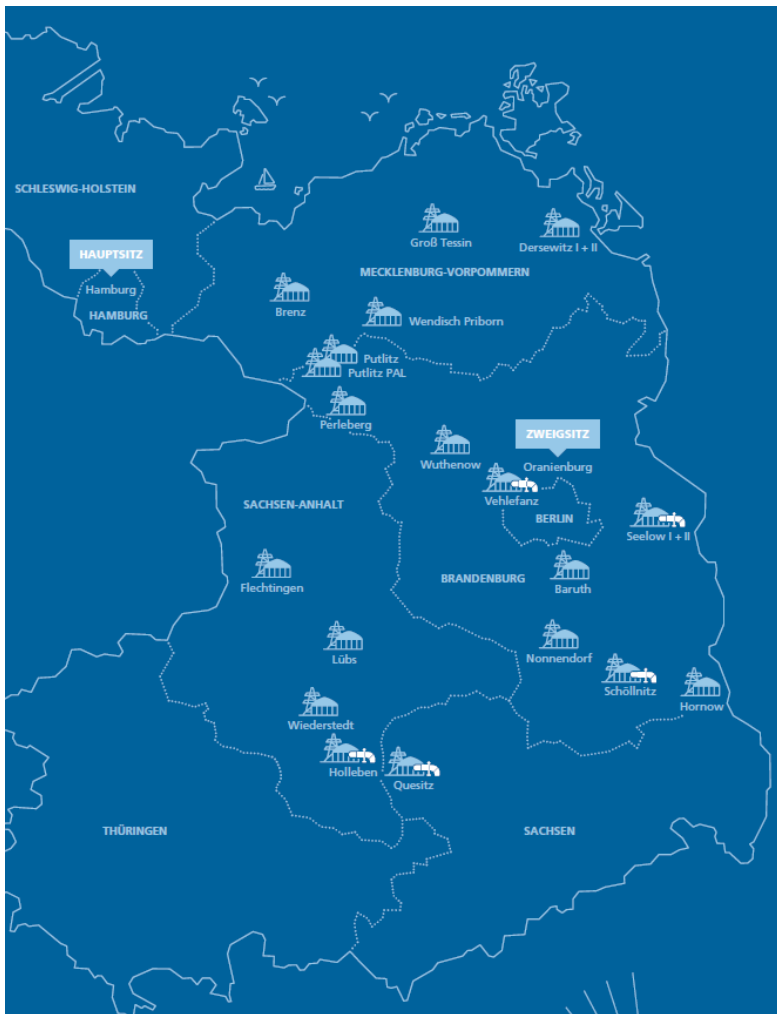 SCHLESWIG-HOLSTEIN
HAUPTSITZ
Hamburg
HAMBURG
Groß Tessin
Dersewitz I + II
MECKLENBURG-VORPOMMERN
Brenz
Wendisch Priborn
Putlitz
Putlitz PAL
Perleberg
ZWEIGSITZ
Wuthenow
Oranienburg
Vehlefanz
SACHSEN-ANHALT
BERLIN
Seelow I + II
Flechtingen
BRANDENBURG
Baruth
Lübs
Nonnendorf
Schöllnitz
Hornow
Wiederstedt
Holleben
Quesitz
THÜRINGEN
SACHSEN